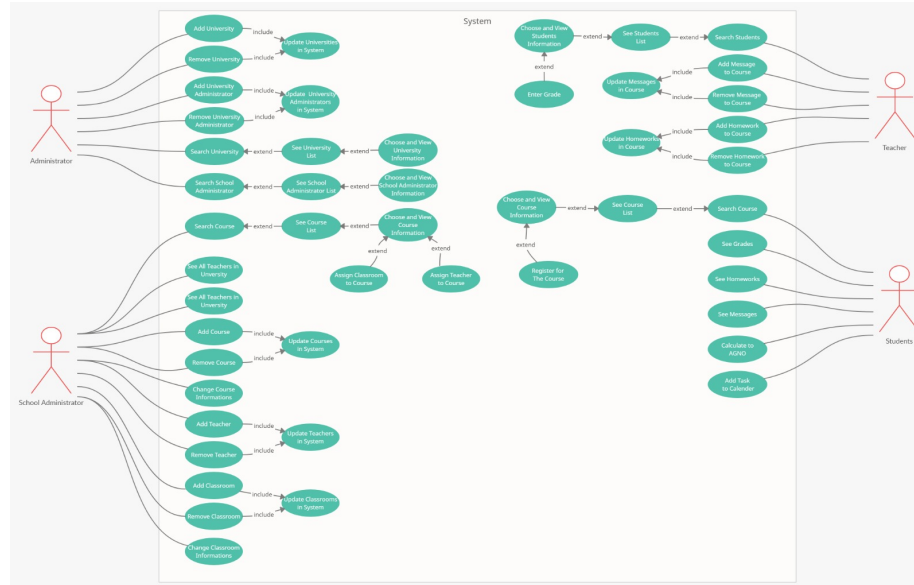 System
Add University
include
Update Universities
in System
Remove University
include
Add University
Administrator
include
Update University
Administrators
in System
Remove University
Administrator
include
Administrator
Search University
extend
See University
List
extend
Choose and View
University
Information
Search School
Administrator
extend
See School
Administrator List
extend
Choose and View
School Administrator
Information
Search Course
extend
See Course
List
extend
Choose and View
Course
Information
extend
extend
Assign Classroom
to Course
Assign Teacher
to Course
See All Teachers in
Unversity
See All Teachers in
Unversity
Add Course
include
Update Courses
in System
Remove Course
include
Change Course
Informations
School Administrator
Add Teacher
include
Update Teachers
in System
Remove Teacher
include
Add Classroom
include
Update Classrooms
in System
Remove Classroom
include
Change Classroom
Informations
Choose and View
Students
Information
extend
See Students
List
extend
Search Students
extend
Enter Grade
Add Message
to Course
include
Update Messages
in Course
include
Remove Message
to Course
Add Homework
to Course
include
Update Homeworks
in Course
include
Remove Homework
to Course
Teacher
Choose and View
Course
Information
extend
See Course
List
extend
Search Course
extend
Register for
The Course
See Grades
See Homeworks
See Messages
Calculate to
AGNO
Add Task
to Calender
Students